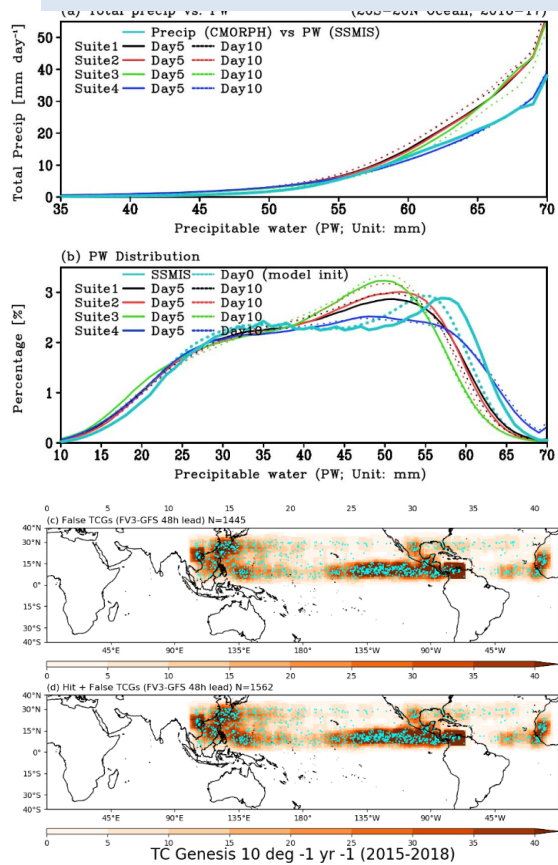 (a) Total precip vs. PW (20S-20N Ocean, 2016-17)
Precip (CMORPH) vs PW (SSMIS)
Suite1 Day5 Day10
Suite2 Day5 Day10
Suite3 Day5 Day10
Suite4 Day5 Day10
Total Precip [mm day⁻¹]
50
40
30
20
10
0
35 40 45 50 55 60 65 70
Precipitable water (PW; Unit: mm)
(b) PW Distribution
SSMIS Day0 (model init)
Suite1 Day5 Day10
Suite2 Day5 Day10
Suite3 Day5 Day10
Suite4 Day5 Day10
Percentage [%]
3
2
1
0
10 15 20 25 30 35 40 45 50 55 60 65 70
Precipitable water (PW; Unit: mm)
0 5 10 15 20 25 30 35 40
(c) False TCGs (FV3-GFS 48h lead) N=1445
40°N
30°N
15°N
0°
15°S
30°S
40°S
45°E 90°E 135°E 180° 135°W 90°W 45°W
0 5 10 15 20 25 30 35 40
(d) Hit + False TCGs (FV3-GFS 48h lead) N=1562
40°N
30°N
15°N
0°
15°S
30°S
40°S
45°E 90°E 135°E 180° 135°W 90°W 45°W
0 5 10 15 20 25 30 35 40
TC Genesis 10 deg -1 yr -1 (2015-2018)